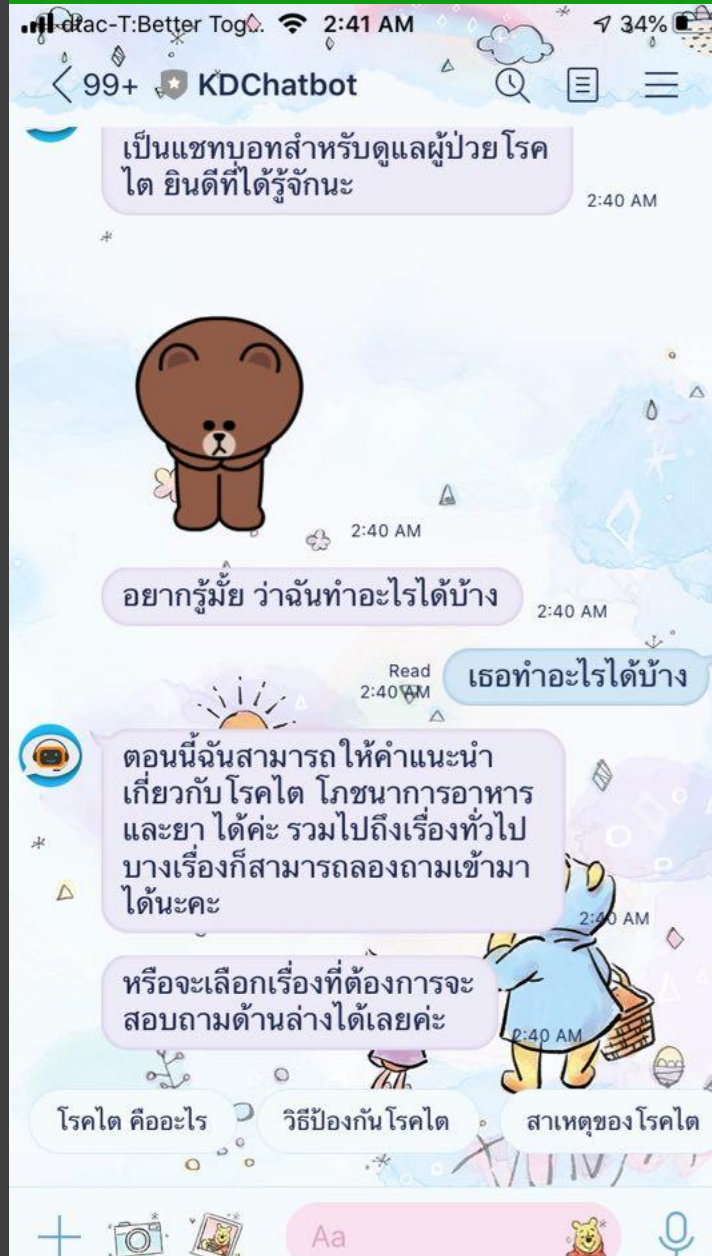 dtac-T:Better Tog... 2:41 AM 34%
99+ KDChatbot
เป็นแชทบอทสำหรับดูแลผู้ป่วยโรค
ไต ยินดีที่ได้รู้จักนะ
2:40 AM
2:40 AM
อยากรู้มั้ย ว่าฉันทำอะไรได้บ้าง
2:40 AM
Read
2:40 AM
เธอทำอะไรได้บ้าง
ตอนนี้ฉันสามารถให้คำแนะนำ
เกี่ยวกับโรคไต โภชนาการอาหาร
และยา ได้ค่ะ รวมไปถึงเรื่องทั่วไป
บางเรื่องก็สามารถลองถามเข้ามา
ได้นะคะ
2:40 AM
หรือจะเลือกเรื่องที่ต้องการจะ
สอบถามด้านล่างได้เลยค่ะ
2:40 AM
โรคไต คืออะไร วิธีป้องกันโรคไต สาเหตุของโรคไต
Aa